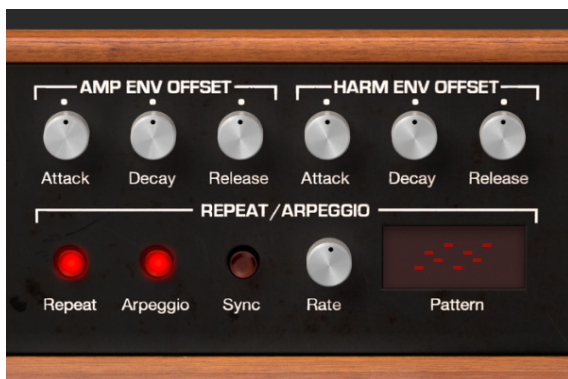 AMP ENV OFFSET HARM ENV OFFSET
Attack Decay Release Attack Decay Release
REPEAT/ARPEGGIO
Repeat Arpeggio Sync Rate Pattern